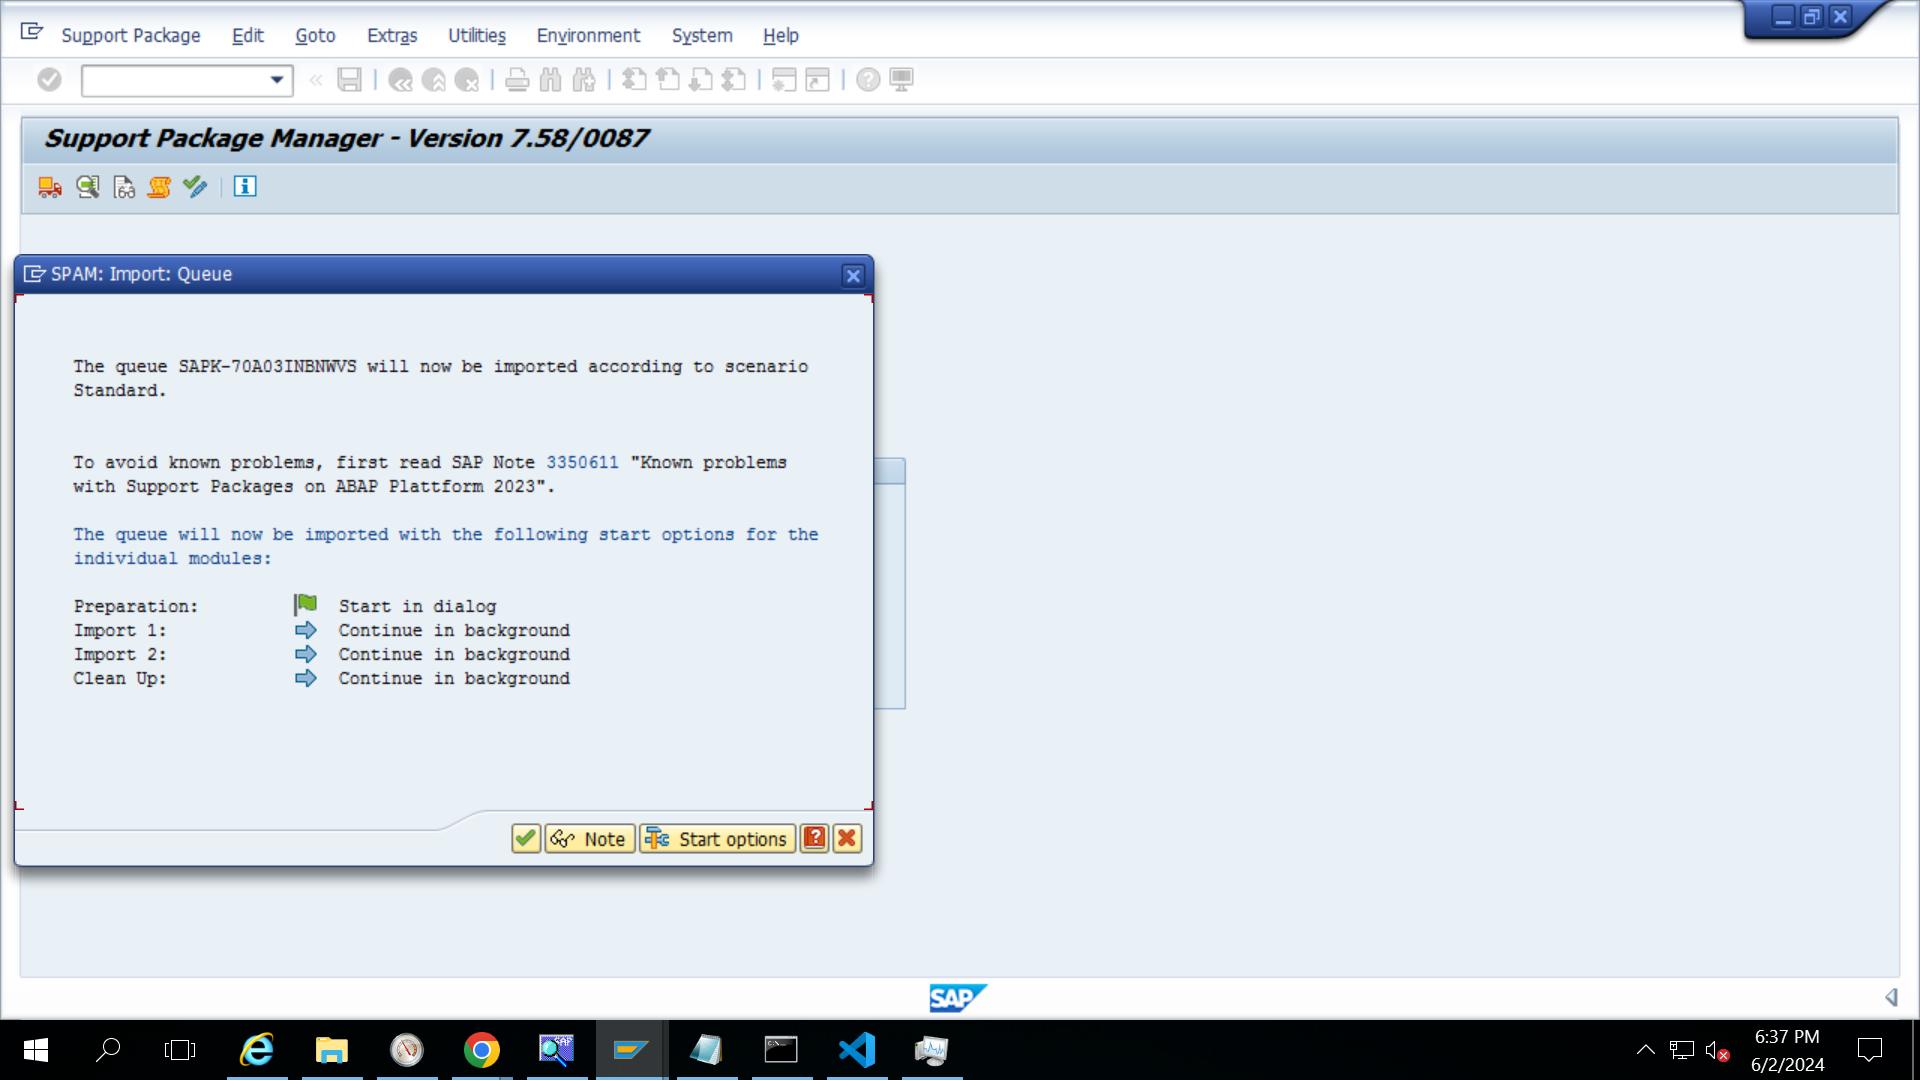 Support Package Edit Goto Extras Utilities Environment System Help
Support Package Manager - Version 7.58/0087
SPAM: Import: Queue
The queue SAPK-70A03INBNWVS will now be imported according to scenario
Standard.
To avoid known problems, first read SAP Note 3350611 "Known problems
with Support Packages on ABAP Plattform 2023".
The queue will now be imported with the following start options for the
individual modules:
Preparation: Start in dialog
Import 1: Continue in background
Import 2: Continue in background
Clean Up: Continue in background
Note Start options
SAP
6:37 PM
6/2/2024